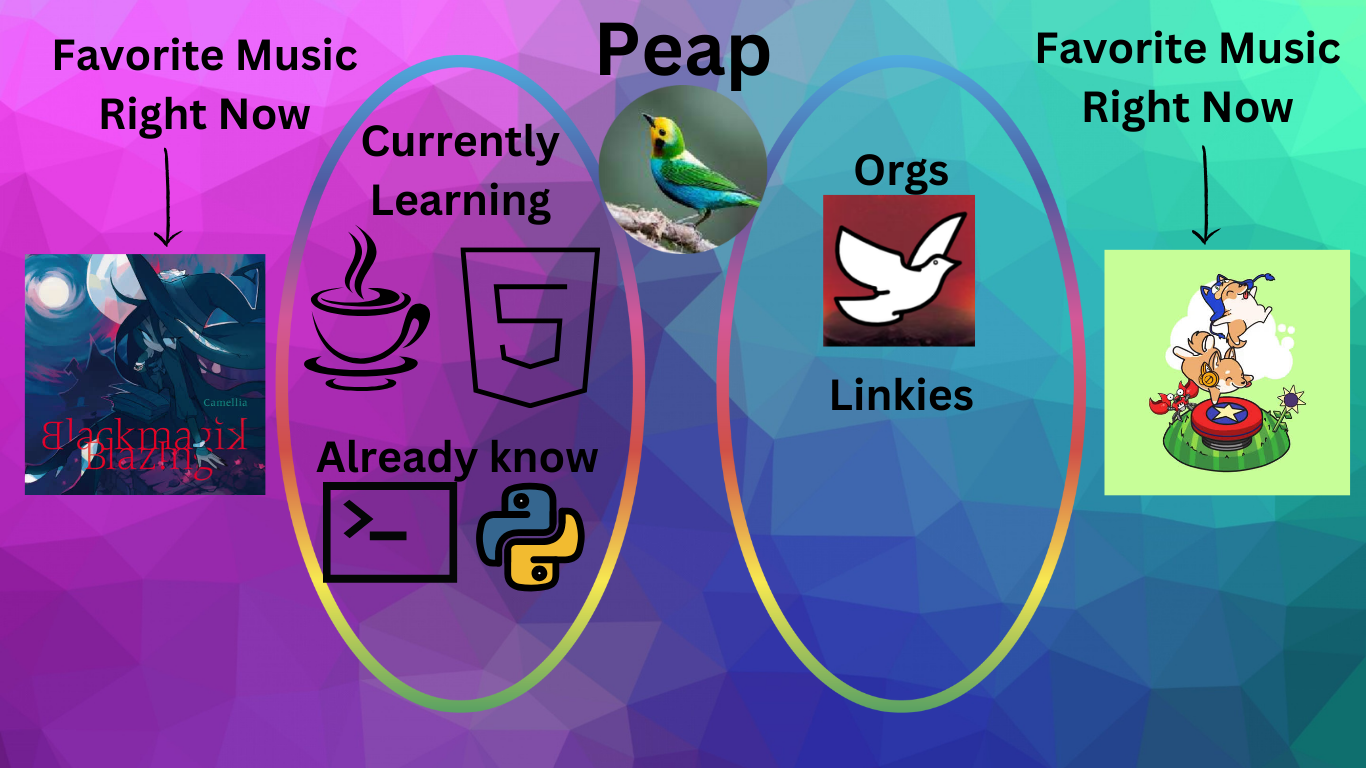 Peap
Favorite Music
Right Now
Currently
Learning
Already know
>_
Camellia
Blackmagik
Blazing
Orgs
Linkies
Favorite Music
Right Now